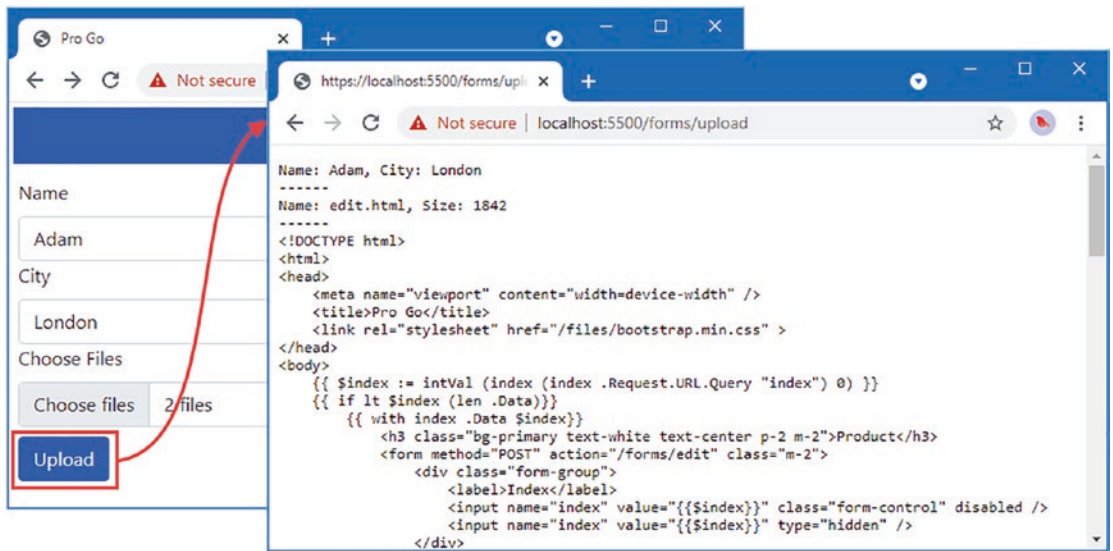 Pro Go
Not secure
Name
Adam
City
London
Choose Files
Choose files 2 files
Upload
https://localhost:5500/forms/upl
Not secure | localhost:5500/forms/upload
Name: Adam, City: London
------
Name: edit.html, Size: 1842
------
<!DOCTYPE html>
<html>
<head>
    <meta name="viewport" content="width=device-width" />
    <title>Pro Go</title>
    <link rel="stylesheet" href="/files/bootstrap.min.css" >
</head>
<body>
    {{ $index := intVal (index (index .Request.URL.Query "index") 0) }}
    {{ if lt $index (len .Data)}}
        {{ with index .Data $index}}
            <h3 class="bg-primary text-white text-center p-2 m-2">Product</h3>
            <form method="POST" action="/forms/edit" class="m-2">
                <div class="form-group">
                    <label>Index</label>
                    <input name="index" value="{{$index}}" class="form-control" disabled />
                    <input name="index" value="{{$index}}" type="hidden" />
                </div>